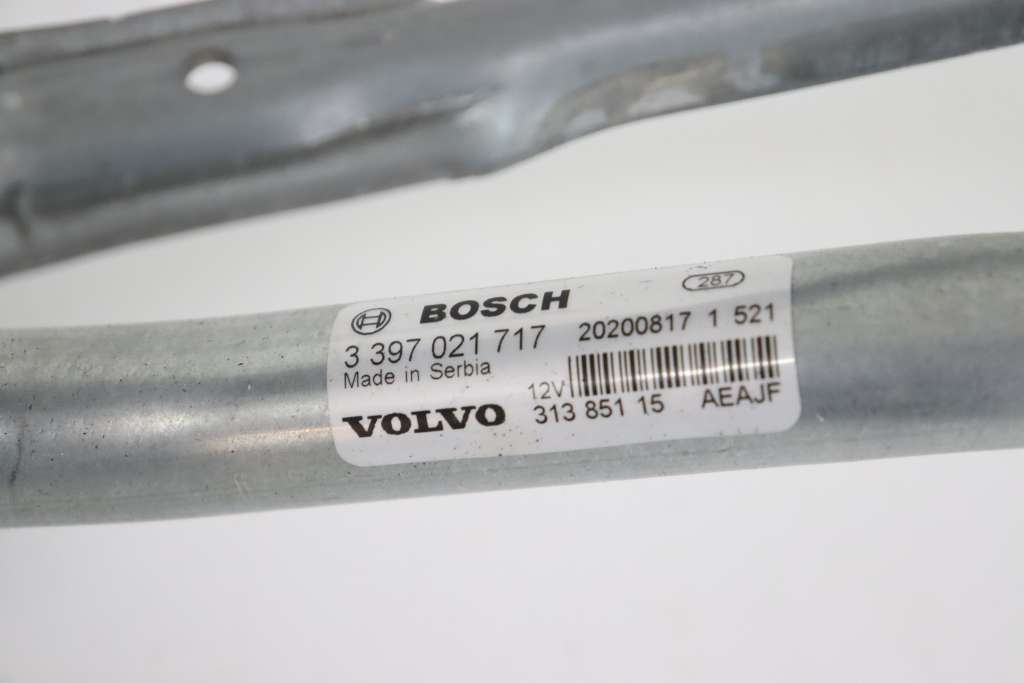 BOSCH 287
3 397 021 717 20200817 1 521
Made in Serbia
12V
VOLVO 313 851 15 AEAJF